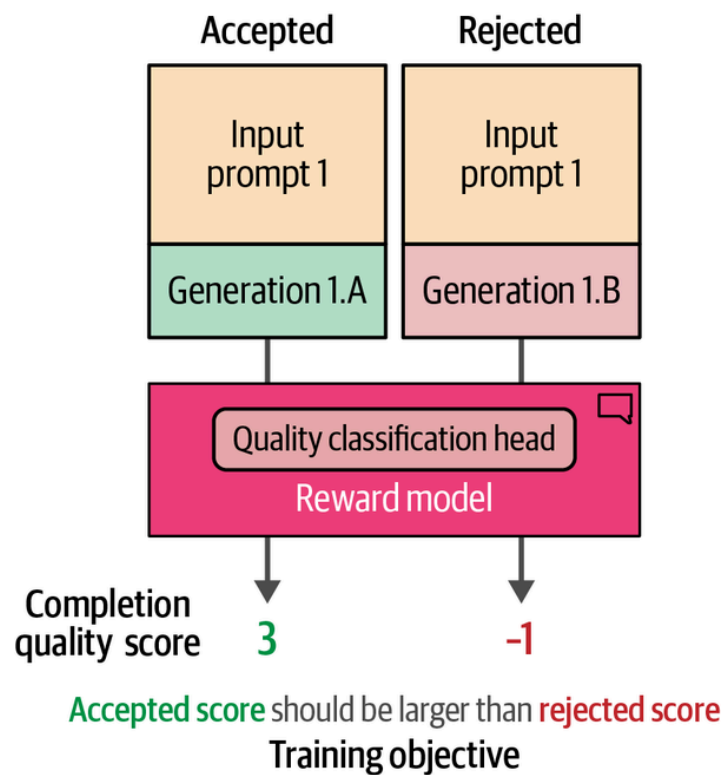 Accepted
Rejected
Input
prompt 1
Input
prompt 1
Generation 1.A
Generation 1.B
Quality classification head
Reward model
Completion
quality score
3
-1
Accepted score should be larger than rejected score
Training objective